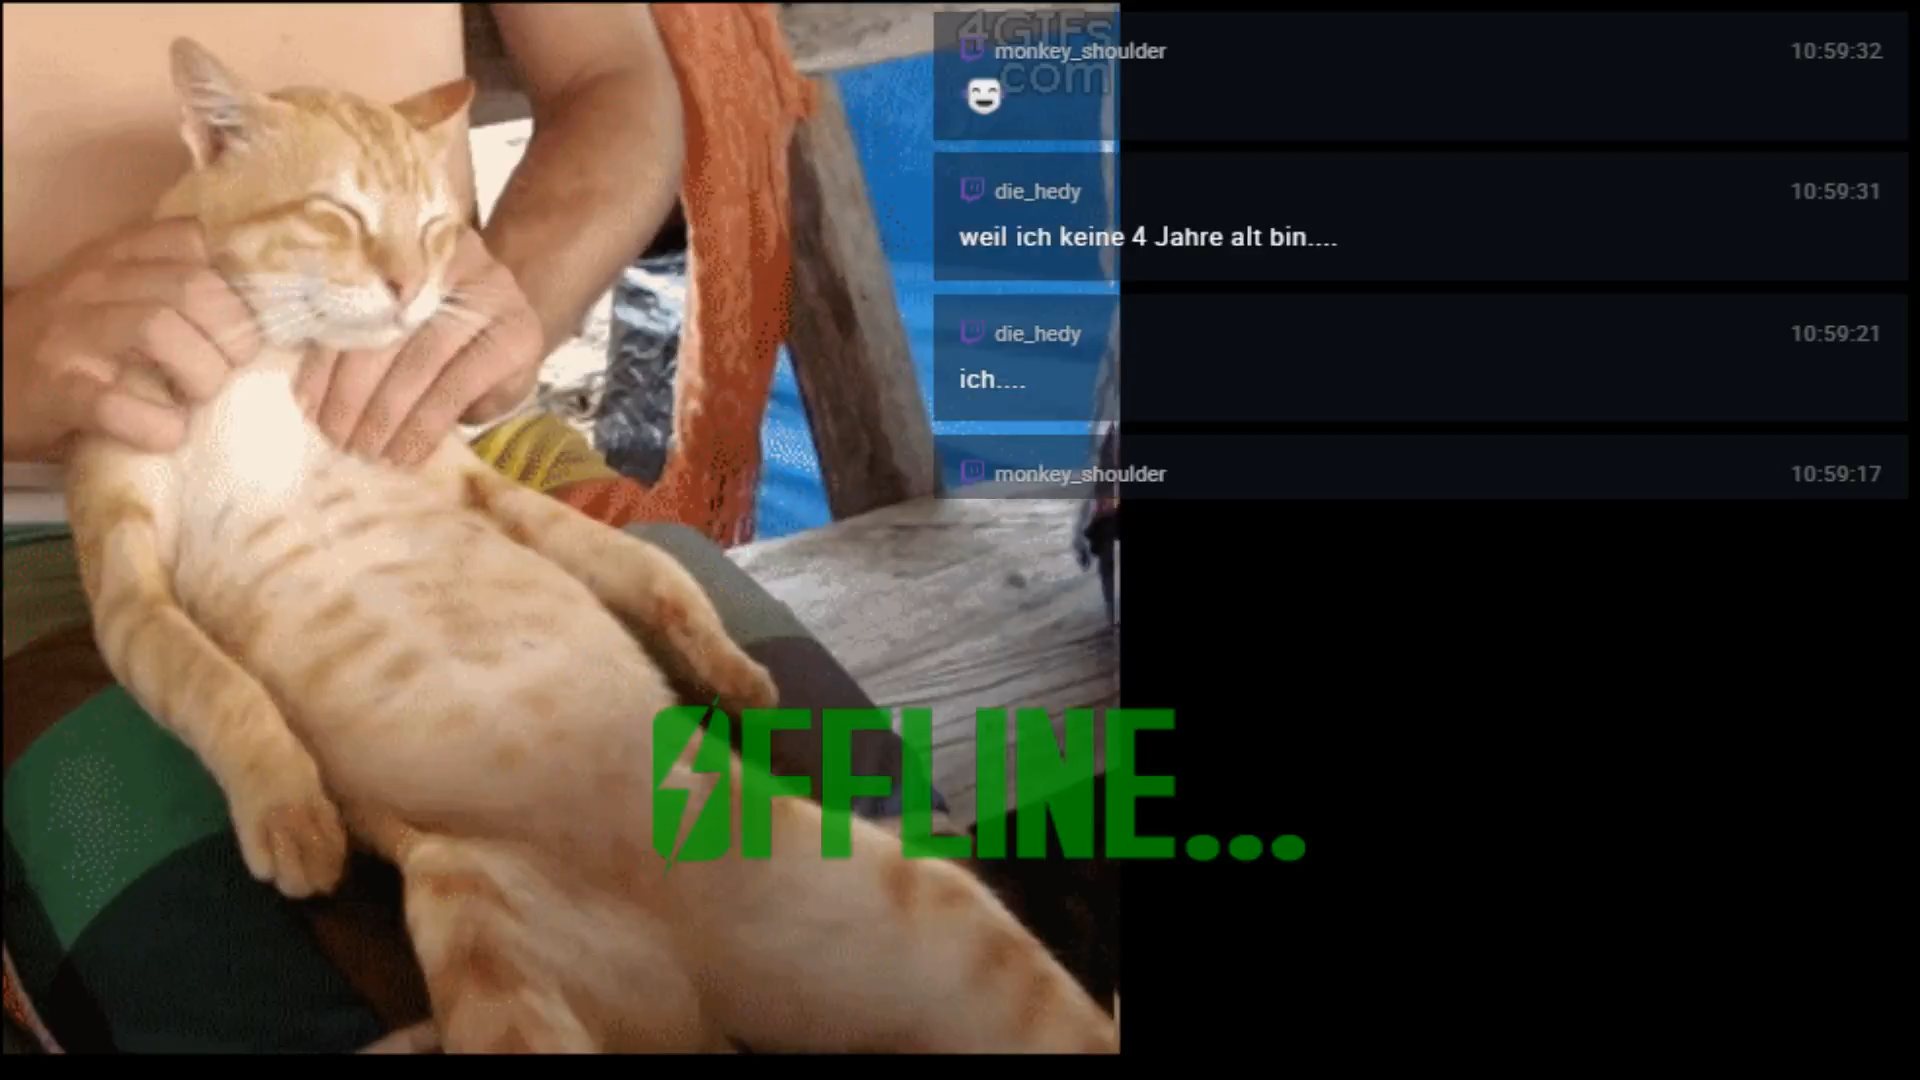 4GIFs
.com
monkey_shoulder 10:59:32
die_hedy 10:59:31
weil ich keine 4 Jahre alt bin....
die_hedy 10:59:21
ich....
monkey_shoulder 10:59:17
OFFLINE...